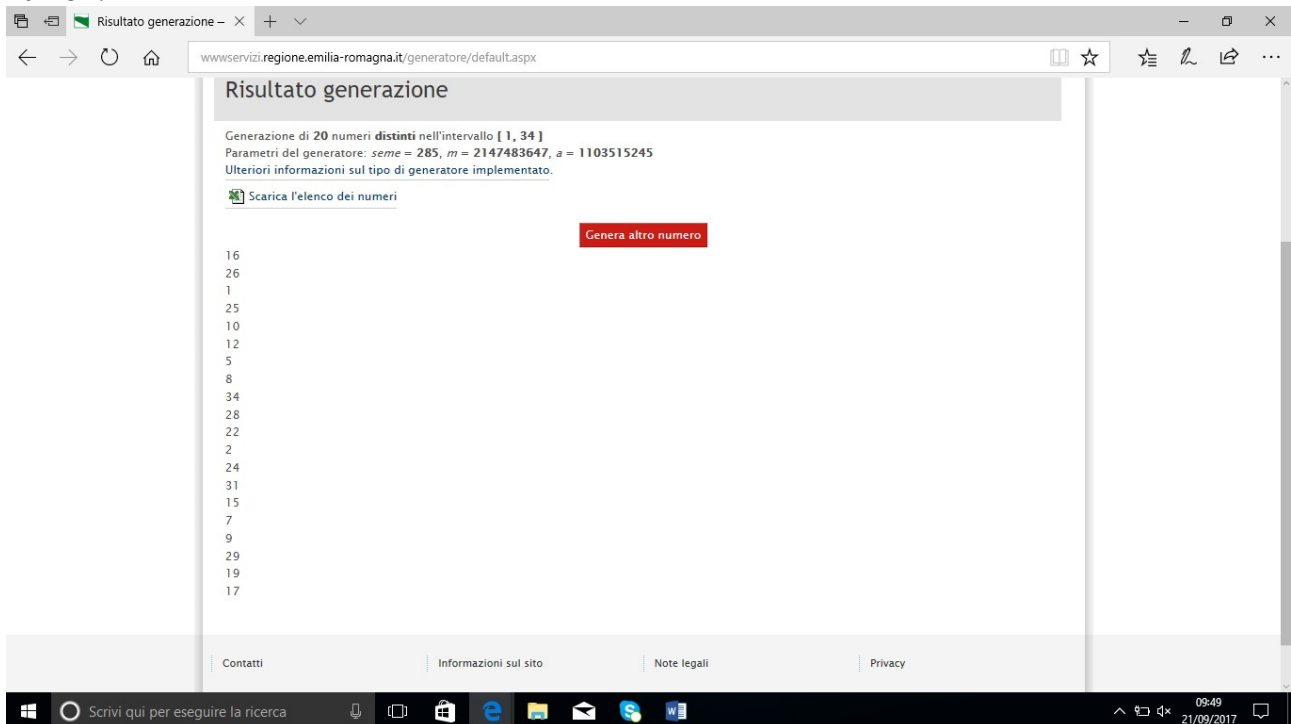 Risultato generazione –
wwwservizi.regione.emilia-romagna.it/generatore/default.aspx
Risultato generazione
Generazione di 20 numeri distinti nell'intervallo [ 1, 34 ]
Parametri del generatore: seme = 285, m = 2147483647, a = 1103515245
Ulteriori informazioni sul tipo di generatore implementato.
Scarica l'elenco dei numeri
Genera altro numero
16
26
1
25
10
12
5
8
34
28
22
2
24
31
15
7
9
29
19
17
Contatti Informazioni sul sito Note legali Privacy
Scrivi qui per eseguire la ricerca
09:49
21/09/2017